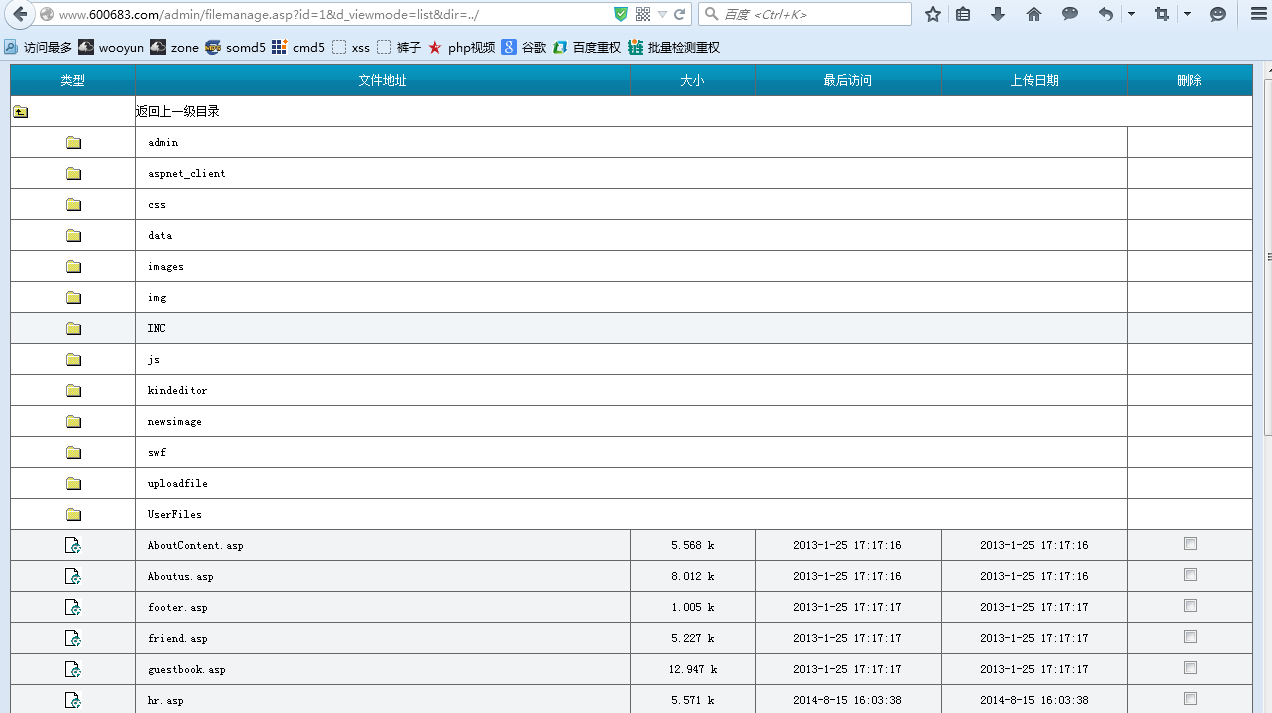 www.600683.com/admin/filemanage.asp?id=1&d_viewmode=list&dir=../ 百度 <Ctrl+K>
访问最多 wooyun zone somd5 cmd5 xss 裤子 php视频 谷歌 百度重权 批量检测重权
类型 文件地址 大小 最后访问 上传日期 删除
返回上一级目录
admin
aspnet_client
css
data
images
img
INC
js
kindeditor
newsimage
swf
uploadfile
UserFiles
AboutContent.asp 5.568 k 2013-1-25 17:17:16 2013-1-25 17:17:16
Aboutus.asp 8.012 k 2013-1-25 17:17:16 2013-1-25 17:17:16
footer.asp 1.005 k 2013-1-25 17:17:17 2013-1-25 17:17:17
friend.asp 5.227 k 2013-1-25 17:17:17 2013-1-25 17:17:17
guestbook.asp 12.947 k 2013-1-25 17:17:17 2013-1-25 17:17:17
hr.asp 5.571 k 2014-8-15 16:03:38 2014-8-15 16:03:38